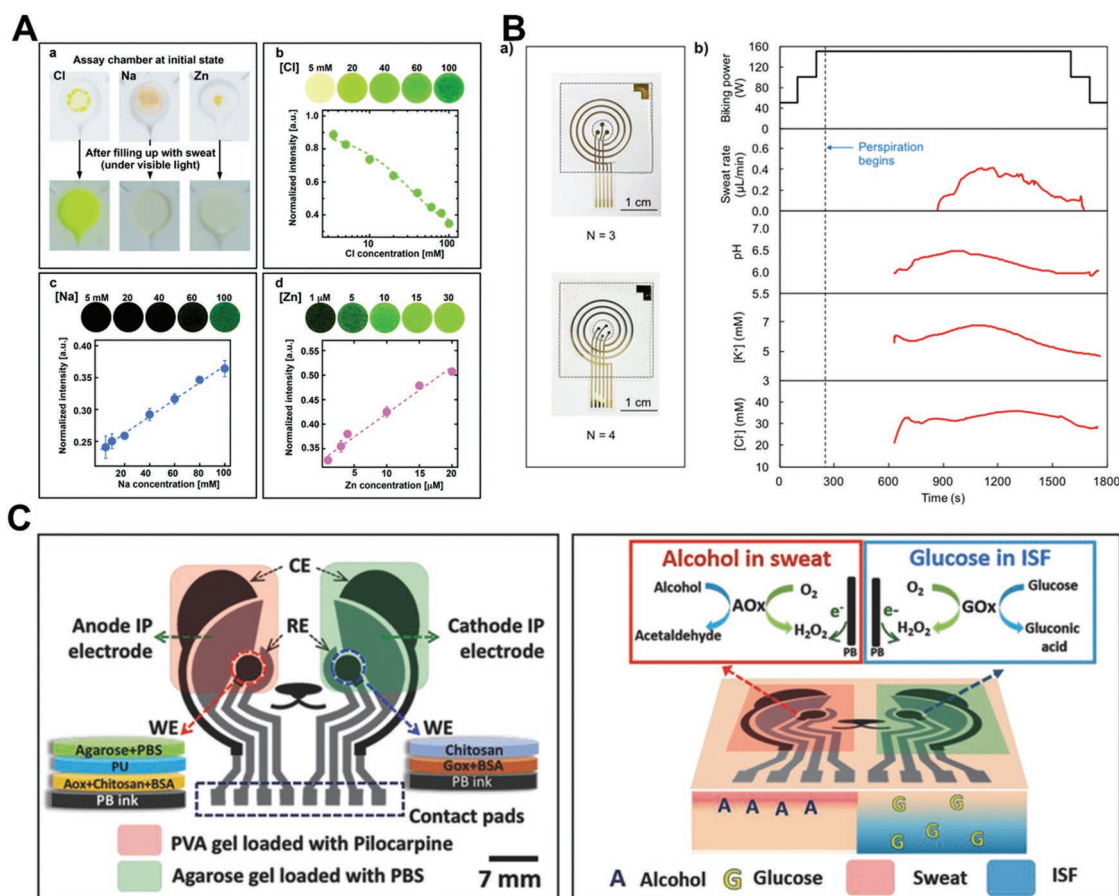 A
a
Assay chamber at initial state
Cl Na Zn
After filling up with sweat
(under visible light)
b
[Cl] 5 mM 20 40 60 100
Normalized intensity [a.u.]
1.0
0.8
0.6
0.4
10 100
Cl concentration [mM]
c
[Na] 5 mM 20 40 60 100
Normalized intensity [a.u.]
0.40
0.35
0.30
0.25
20 40 60 80 100
Na concentration [mM]
d
[Zn] 1 μM 5 10 15 30
Normalized intensity [a.u.]
0.50
0.45
0.40
0.35
0 5 10 15 20
Zn concentration [μM]
B
a)
1 cm
N = 3
1 cm
N = 4
b)
Biking power
(W)
160
120
80
40
0
Perspiration
begins
Sweat rate
(μL/min)
0.6
0.4
0.2
0.0
pH
7.0
6.5
6.0
5.5
[K⁺] (mM)
7
5
3
[Cl⁻] (mM)
40
30
20
10
0 300 600 900 1200 1500 1800
Time (s)
C
CE
Anode IP
electrode
RE
Cathode IP
electrode
WE
WE
Agarose+PBS
PU
Aox+Chitosan+BSA
PB ink
Chitosan
Gox+BSA
PB ink
Contact pads
PVA gel loaded with Pilocarpine
Agarose gel loaded with PBS
7 mm
Alcohol in sweat
Alcohol
AOx
O₂
Acetaldehyde
H₂O₂
e⁻
PB
Glucose in ISF
O₂
GOx
Glucose
e-
H₂O₂
Gluconic
acid
PB
A A A A
G G
G G G
A Alcohol G Glucose Sweat ISF